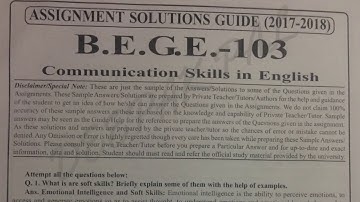 ASSIGNMENT SOLUTIONS GUIDE (2017-2018)
B.E.G.E.-103
Communication Skills in English
Disclaimer/Special Note: These are just the sample of the Answers/Solutions to some of the Questions given in the
Assignments. These Sample Answers/Solutions are prepared by Private Teacher/Tutors/Authors for the help and guidance
of the student to get an idea of how he/she can answer the Questions given in the Assignments. We do not claim 100%
accuracy of these sample answers as these are based on the knowledge and capability of Private Teacher/Tutor. Sample
answers may be seen as the Guide/Help for the reference to prepare the answers of the Questions given in the assignment.
As these solutions and answers are prepared by the private teacher/tutor so the chances of error or mistake cannot be
denied. Any Omission or Error is highly regretted though every care has been taken while preparing these Sample Answers/
Solutions. Please consult your own Teacher/Tutor before you prepare a Particular Answer and for up-to-date and exact
information, data and solution. Student should must read and refer the official study material provided by the university.
Attempt all the questions below:
Q. 1. What are soft skills? Briefly explain some of them with the help of examples.
Ans. Emotional Intelligence and Soft Skills: Emotional intelligence is the ability to perceive emotions, to